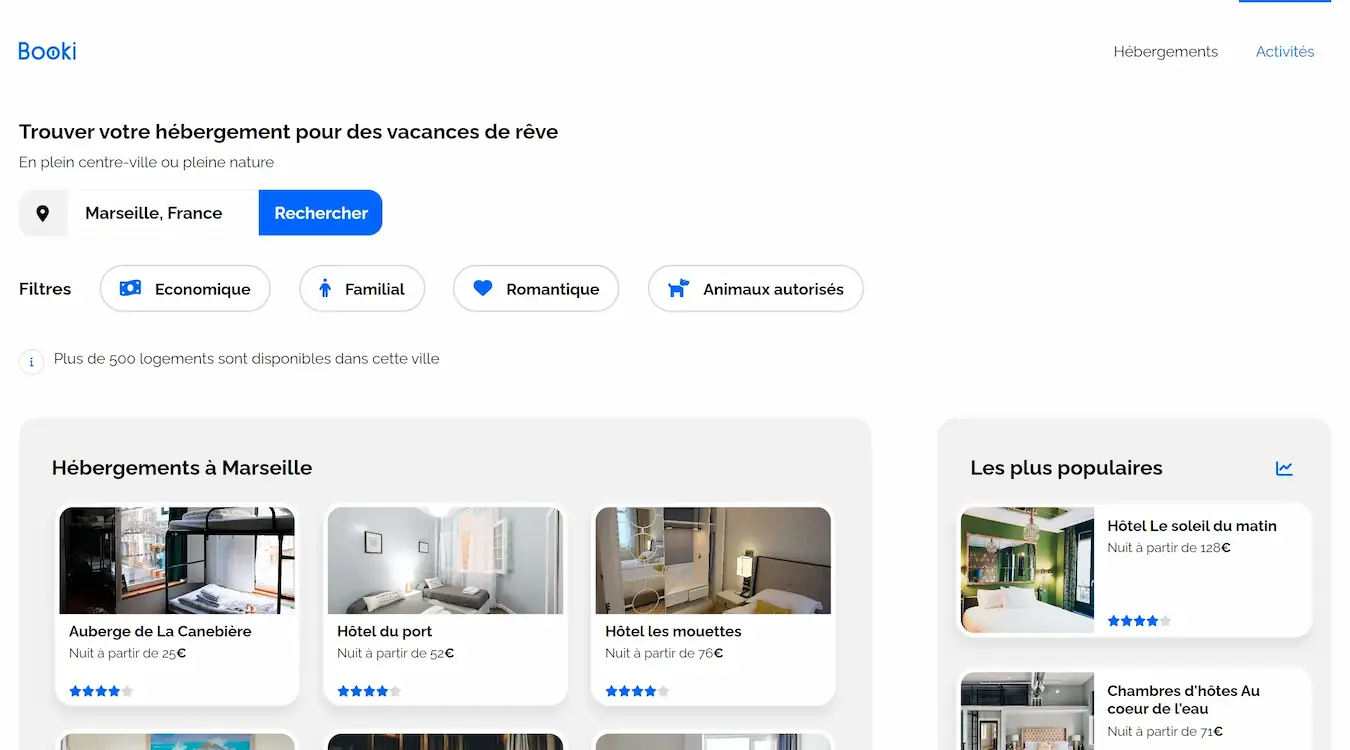 Booki
Hébergements
Activités
Trouver votre hébergement pour des vacances de rêve
En plein centre-ville ou pleine nature
Marseille, France
Rechercher
Filtres
Economique
Familial
Romantique
Animaux autorisés
i
Plus de 500 logements sont disponibles dans cette ville
Hébergements à Marseille
Auberge de La Canebière
Nuit à partir de 25€
Hôtel du port
Nuit à partir de 52€
Hôtel les mouettes
Nuit à partir de 76€
Les plus populaires
Hôtel Le soleil du matin
Nuit à partir de 128€
Chambres d'hôtes Au
coeur de l'eau
Nuit à partir de 71€